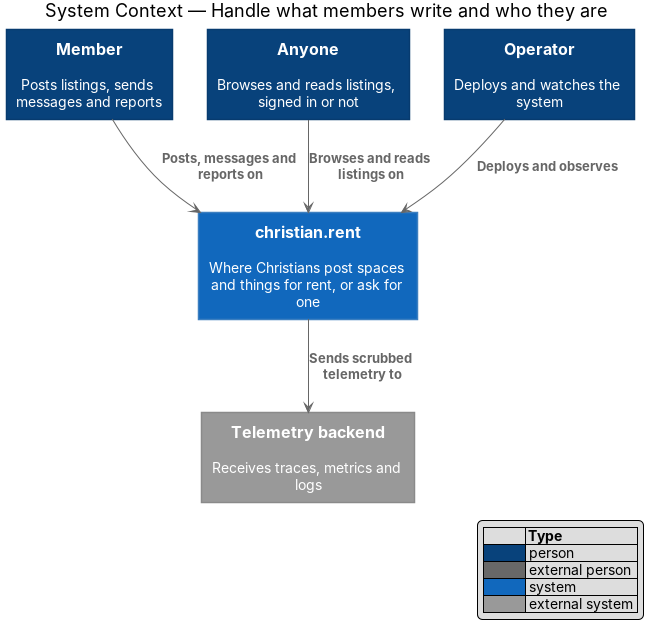 System Context — Handle what members write and who they are
Member
Posts listings, sends
messages and reports
Anyone
Browses and reads listings,
signed in or not
Operator
Deploys and watches the
system
Posts, messages and
reports on
Browses and reads
listings on
Deploys and observes
christian.rent
Where Christians post spaces
and things for rent, or ask for
one
Sends scrubbed
telemetry to
Telemetry backend
Receives traces, metrics and
logs
Type
person
external person
system
external system